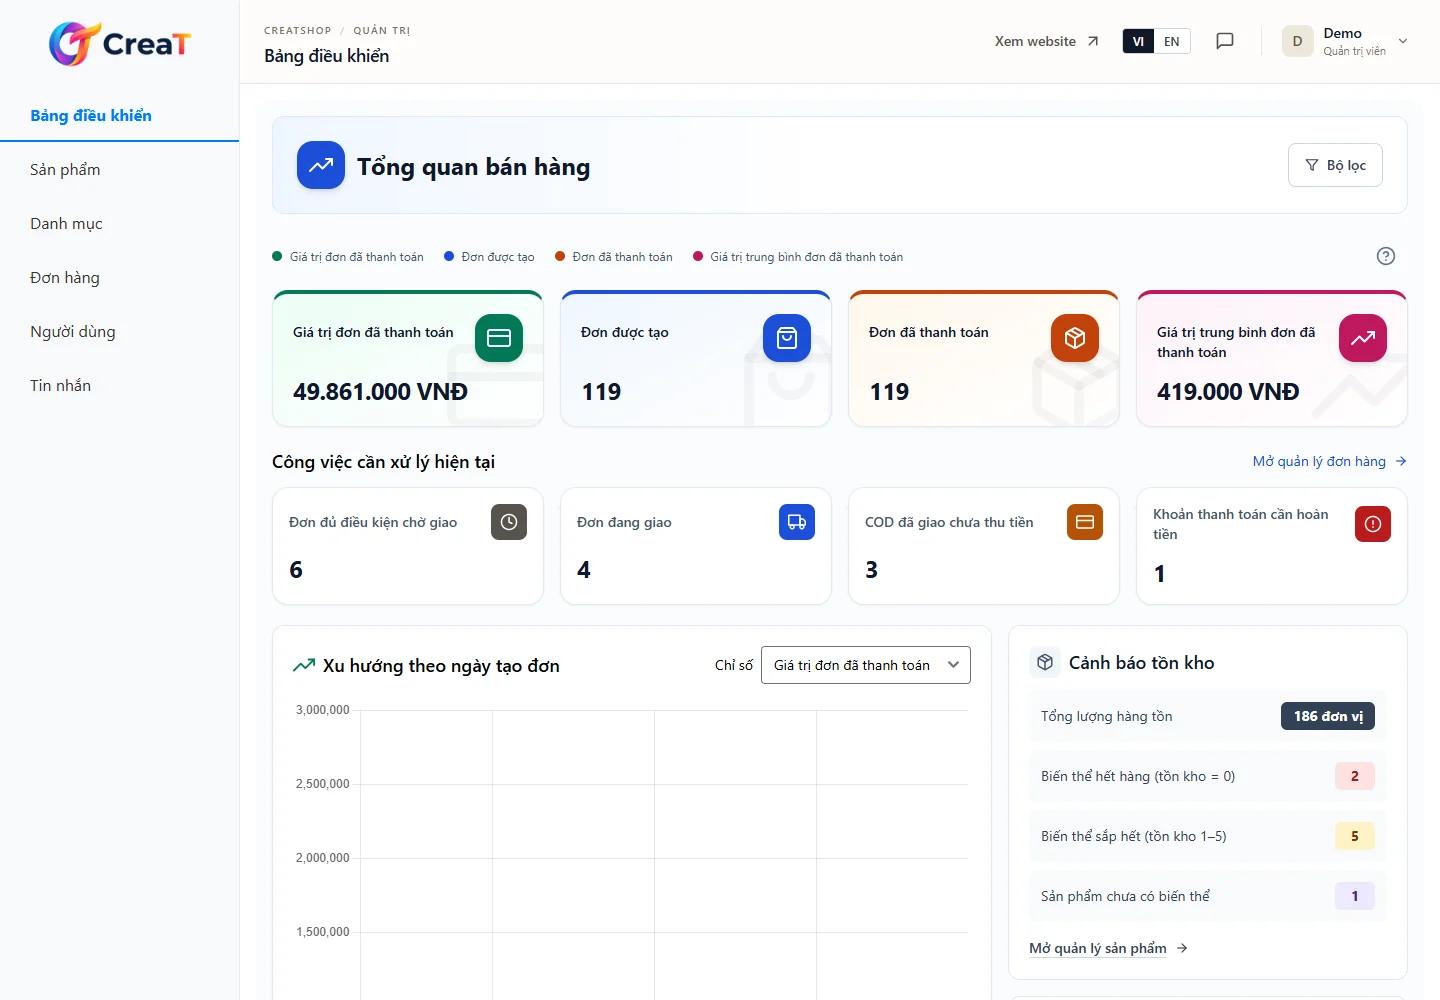 CreaT
Bảng điều khiển
Sản phẩm
Danh mục
Đơn hàng
Người dùng
Tin nhắn
CREATSHOP / QUẢN TRỊ
Bảng điều khiển
Xem website
VI EN
D
Demo
Quản trị viên
Tổng quan bán hàng
Bộ lọc
Giá trị đơn đã thanh toán
Đơn được tạo
Đơn đã thanh toán
Giá trị trung bình đơn đã thanh toán
Giá trị đơn đã thanh toán
49.861.000 VNĐ
Đơn được tạo
119
Đơn đã thanh toán
119
Giá trị trung bình đơn đã
thanh toán
419.000 VNĐ
Công việc cần xử lý hiện tại
Mở quản lý đơn hàng
Đơn đủ điều kiện chờ giao
6
Đơn đang giao
4
COD đã giao chưa thu tiền
3
Khoản thanh toán cần hoàn
tiền
1
Xu hướng theo ngày tạo đơn
Chỉ số
Giá trị đơn đã thanh toán
3,000,000
2,500,000
2,000,000
1,500,000
Cảnh báo tồn kho
Tổng lượng hàng tồn
186 đơn vị
Biến thể hết hàng (tồn kho = 0)
2
Biến thể sắp hết (tồn kho 1–5)
5
Sản phẩm chưa có biến thể
1
Mở quản lý sản phẩm